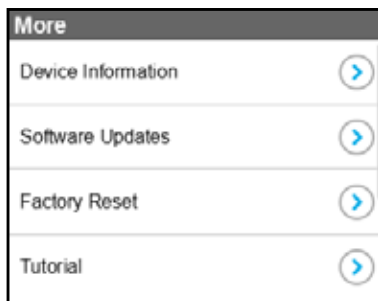 More
Device Information
Software Updates
Factory Reset
Tutorial